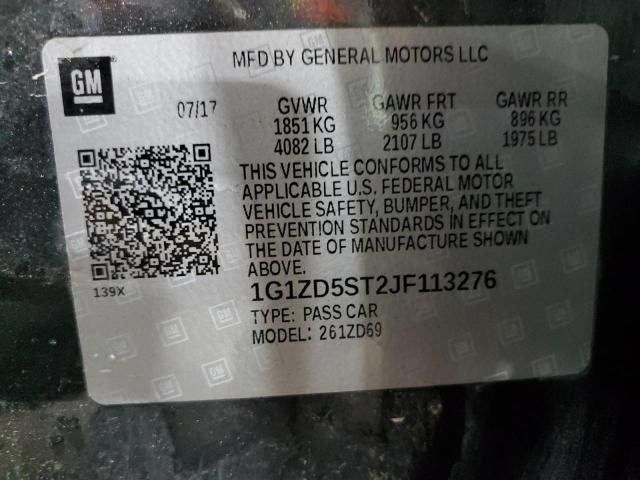 GM
MFD BY GENERAL MOTORS LLC
07/17
GVWR GAWR FRT GAWR RR
1851 KG 956 KG 896 KG
4082 LB 2107 LB 1975 LB
THIS VEHICLE CONFORMS TO ALL
APPLICABLE U.S. FEDERAL MOTOR
VEHICLE SAFETY, BUMPER, AND THEFT
PREVENTION STANDARDS IN EFFECT ON
THE DATE OF MANUFACTURE SHOWN
ABOVE.
139X
1G1ZD5ST2JF113276
TYPE: PASS CAR
MODEL: 261ZD69